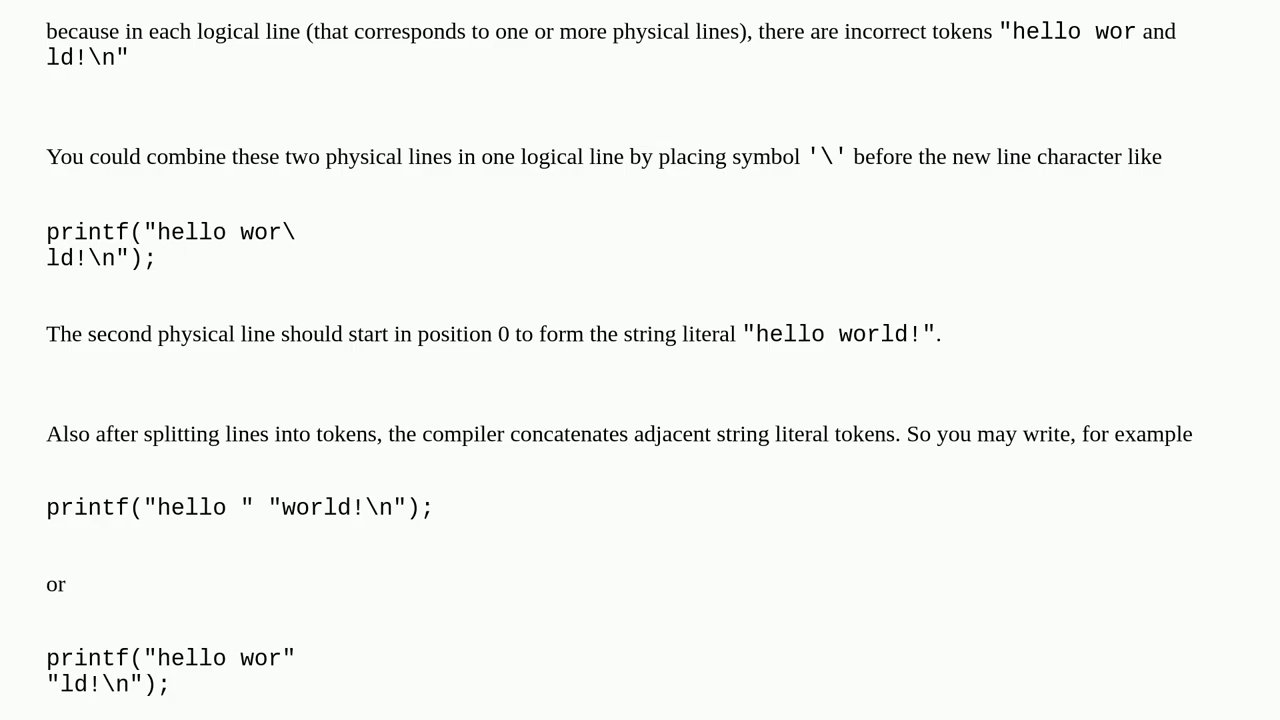 because in each logical line (that corresponds to one or more physical lines), there are incorrect tokens "hello wor and
ld!\n"
You could combine these two physical lines in one logical line by placing symbol '\' before the new line character like
printf("hello wor\
ld!\n");
The second physical line should start in position 0 to form the string literal "hello world!".
Also after splitting lines into tokens, the compiler concatenates adjacent string literal tokens. So you may write, for example
printf("hello " "world!\n");
or
printf("hello wor"
"ld!\n");